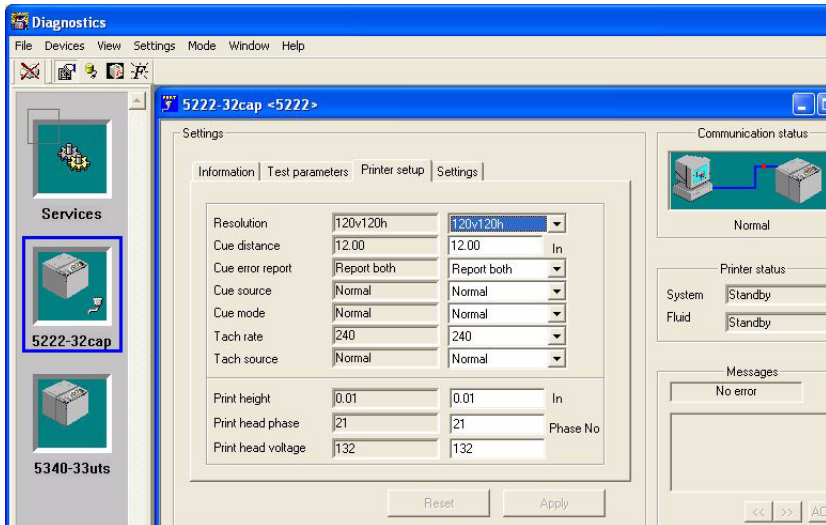 Diagnostics
File Devices View Settings Mode Window Help
Services
5222-32cap
5340-33uts
5222-32cap <5222>
Settings
Information Test parameters Printer setup Settings
Resolution 120v120h 120v120h
Cue distance 12.00 12.00 In
Cue error report Report both Report both
Cue source Normal Normal
Cue mode Normal Normal
Tach rate 240 240
Tach source Normal Normal
Print height 0.01 0.01 In
Print head phase 21 21 Phase No
Print head voltage 132 132
Reset Apply
Communication status
Normal
Printer status
System Standby
Fluid Standby
Messages
No error
<< >>